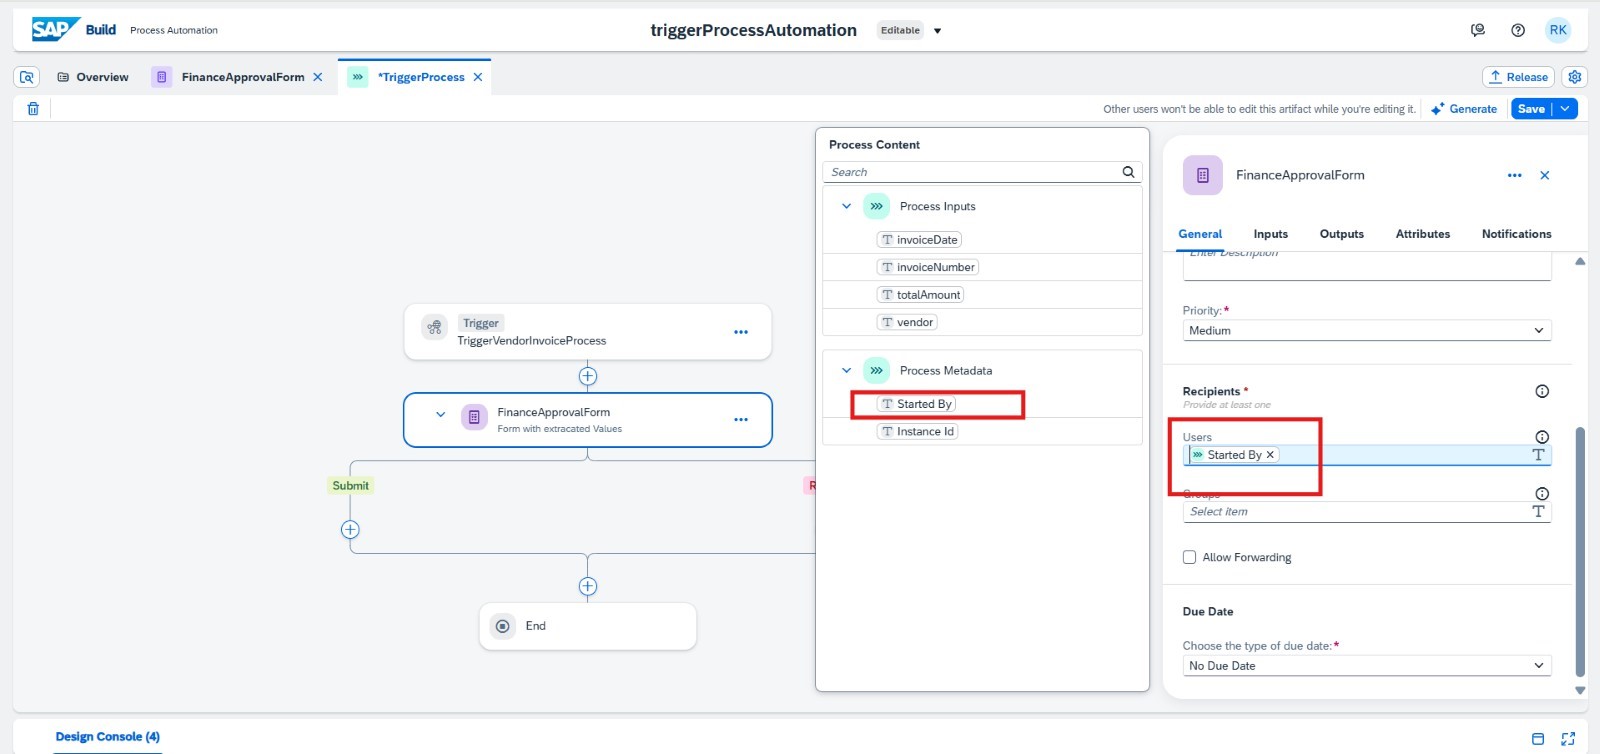 SAP Build Process Automation
triggerProcessAutomation Editable
RK
Overview FinanceApprovalForm *TriggerProcess
Release
Other users won't be able to edit this artifact while you're editing it. Generate Save
Process Content
Search
Process Inputs
invoiceDate
invoiceNumber
totalAmount
vendor
Process Metadata
Started By
Instance Id
Trigger
TriggerVendorInvoiceProcess
FinanceApprovalForm
Form with extracated Values
Submit
R
End
FinanceApprovalForm
General Inputs Outputs Attributes Notifications
Enter Description
Priority:*
Medium
Recipients *
Provide at least one
Users
Started By
Groups
Select item
Allow Forwarding
Due Date
Choose the type of due date:*
No Due Date
Design Console (4)